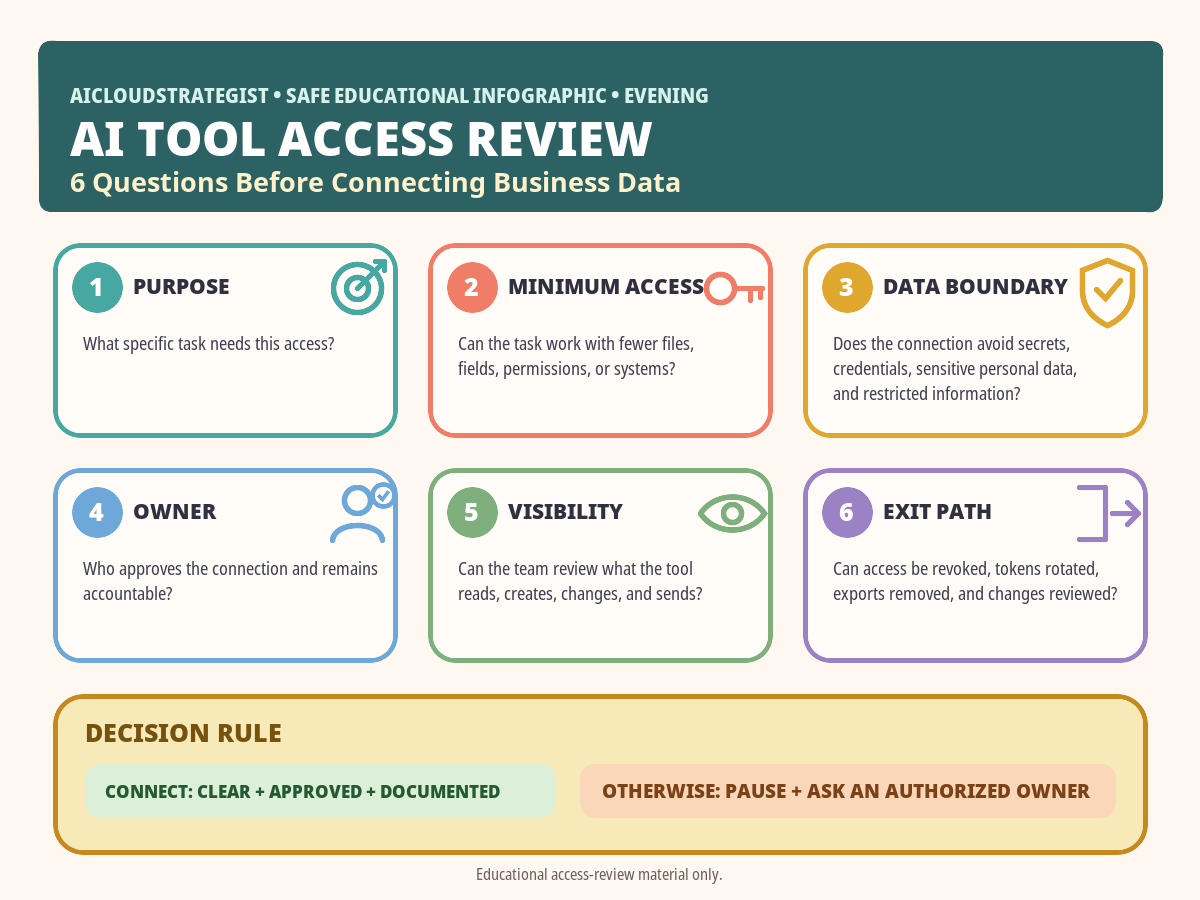 AICLOUDSTRATEGIST • SAFE EDUCATIONAL INFOGRAPHIC • EVENING
AI TOOL ACCESS REVIEW
6 Questions Before Connecting Business Data
1 PURPOSE
What specific task needs this access?
2 MINIMUM ACCESS
Can the task work with fewer files,
fields, permissions, or systems?
3 DATA BOUNDARY
Does the connection avoid secrets,
credentials, sensitive personal data,
and restricted information?
4 OWNER
Who approves the connection and remains
accountable?
5 VISIBILITY
Can the team review what the tool
reads, creates, changes, and sends?
6 EXIT PATH
Can access be revoked, tokens rotated,
exports removed, and changes reviewed?
DECISION RULE
CONNECT: CLEAR + APPROVED + DOCUMENTED
OTHERWISE: PAUSE + ASK AN AUTHORIZED OWNER
Educational access-review material only.